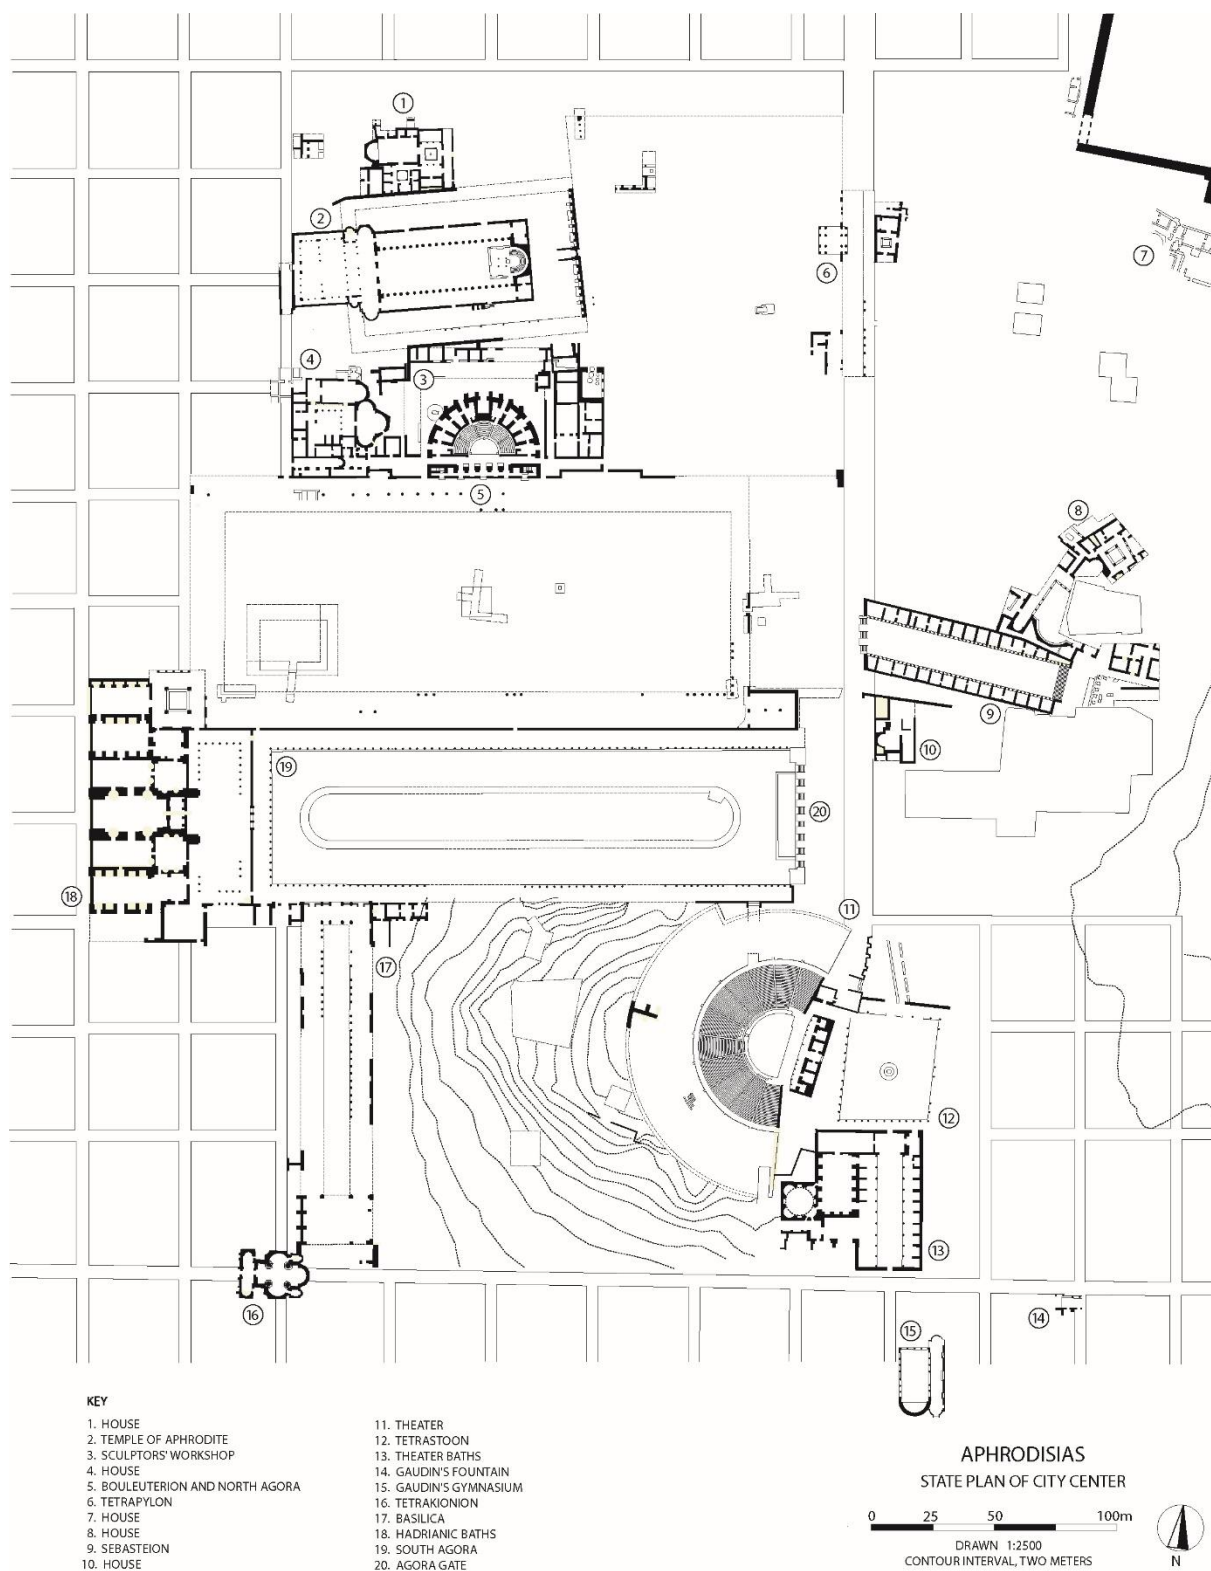 1
2
6
7
4
3
5
8
9
10
19
20
18
11
17
12
13
16
14
15
KEY
1. HOUSE
2. TEMPLE OF APHRODITE
3. SCULPTORS' WORKSHOP
4. HOUSE
5. BOULEUTERION AND NORTH AGORA
6. TETRAPYLON
7. HOUSE
8. HOUSE
9. SEBASTEION
10. HOUSE
11. THEATER
12. TETRASTOON
13. THEATER BATHS
14. GAUDIN'S FOUNTAIN
15. GAUDIN'S GYMNASIUM
16. TETRAKIONION
17. BASILICA
18. HADRIANIC BATHS
19. SOUTH AGORA
20. AGORA GATE
APHRODISIAS
STATE PLAN OF CITY CENTER
0 25 50 100m
DRAWN 1:2500
CONTOUR INTERVAL, TWO METERS
N